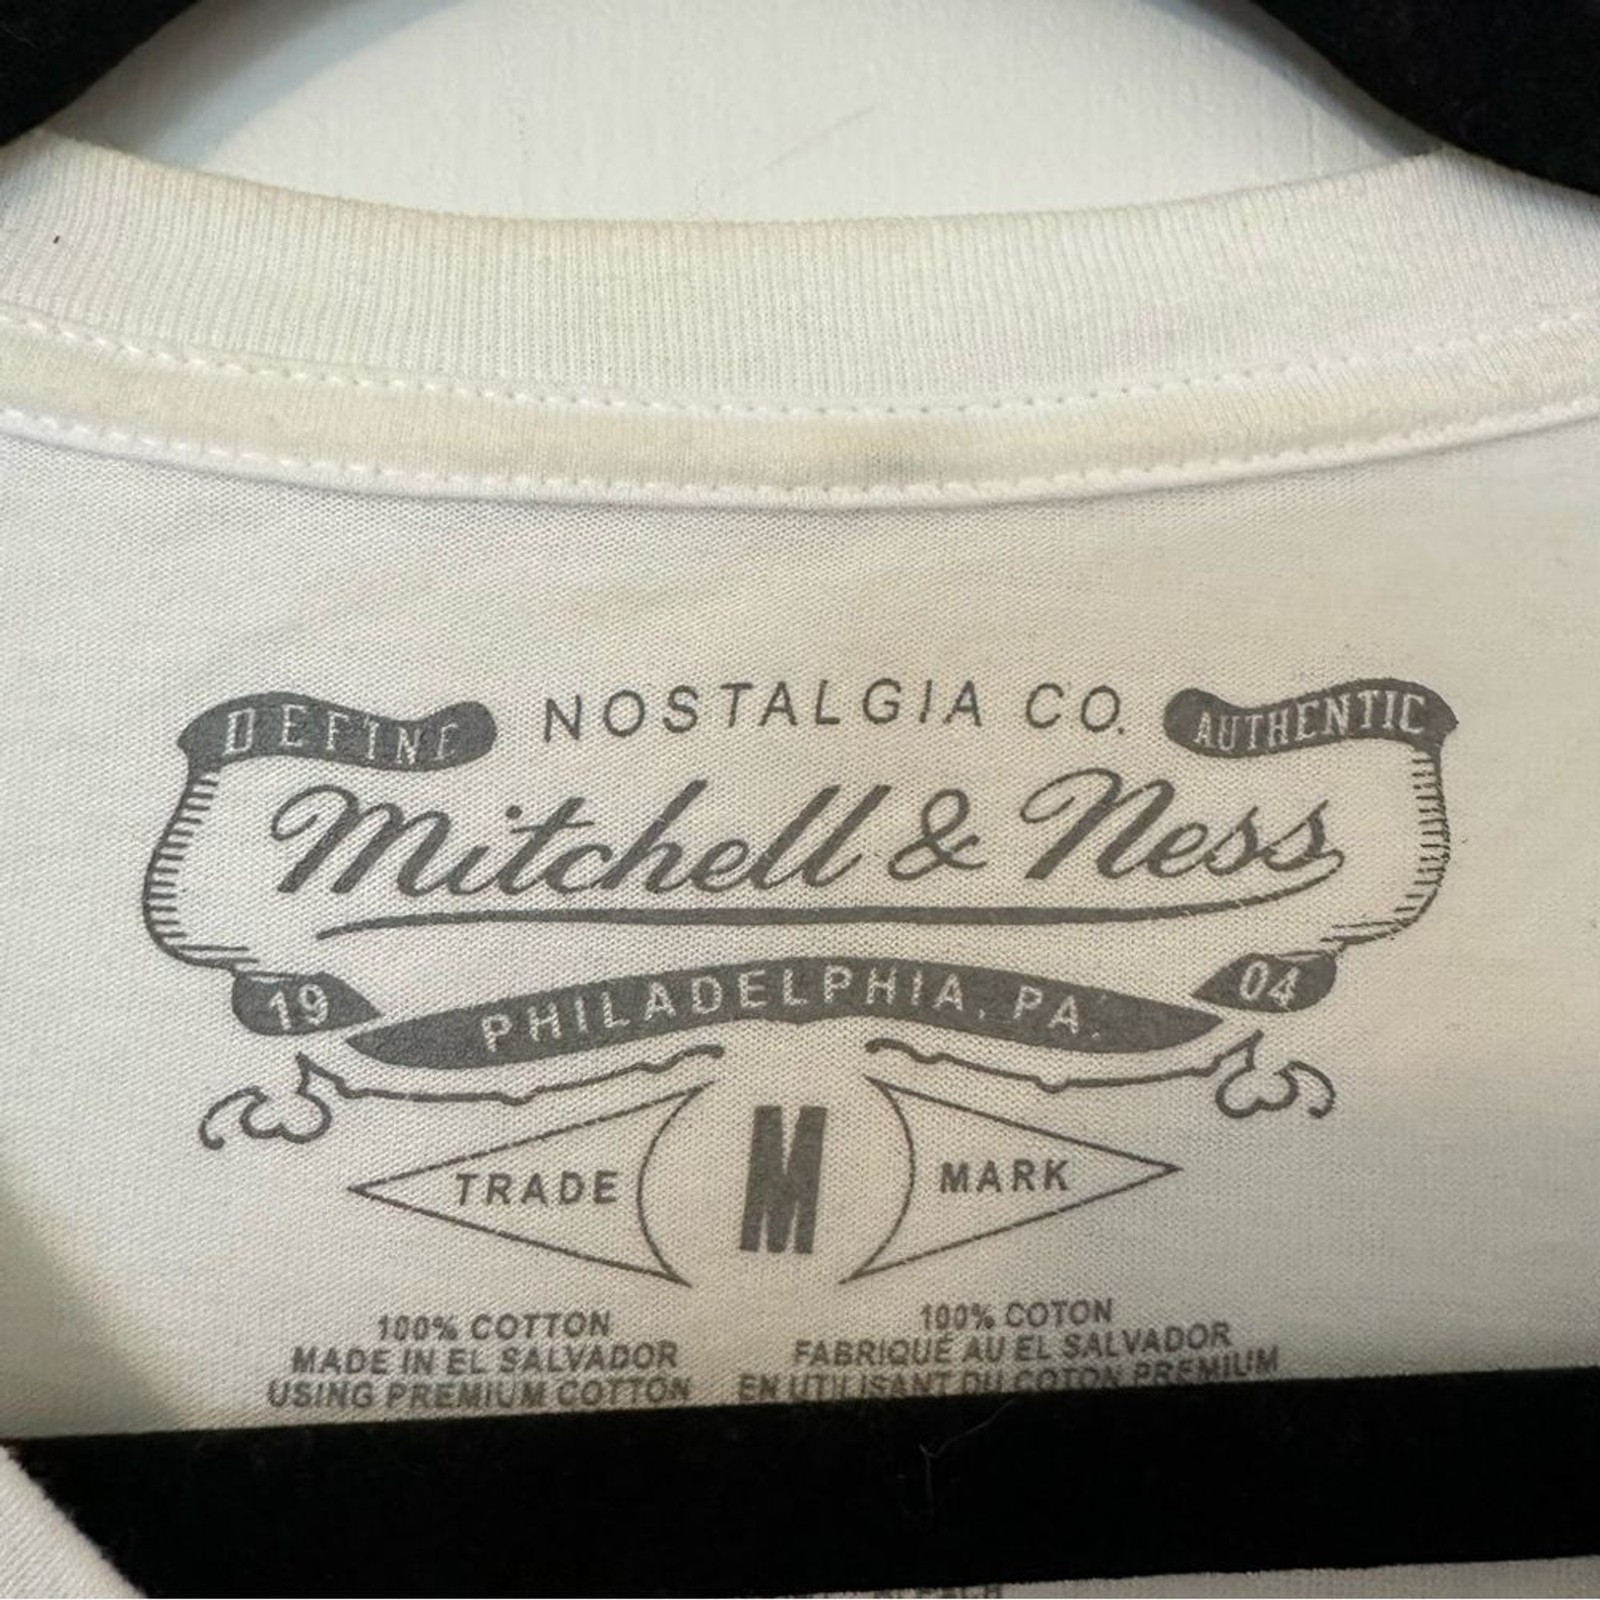 DEFINE NOSTALGIA CO. AUTHENTIC
Mitchell & Ness
19 PHILADELPHIA, PA. 04
TRADE M MARK
100% COTTON
MADE IN EL SALVADOR
USING PREMIUM COTTON
100% COTON
FABRIQUÉ AU EL SALVADOR
EN UTILISANT DU COTON PREMIUM